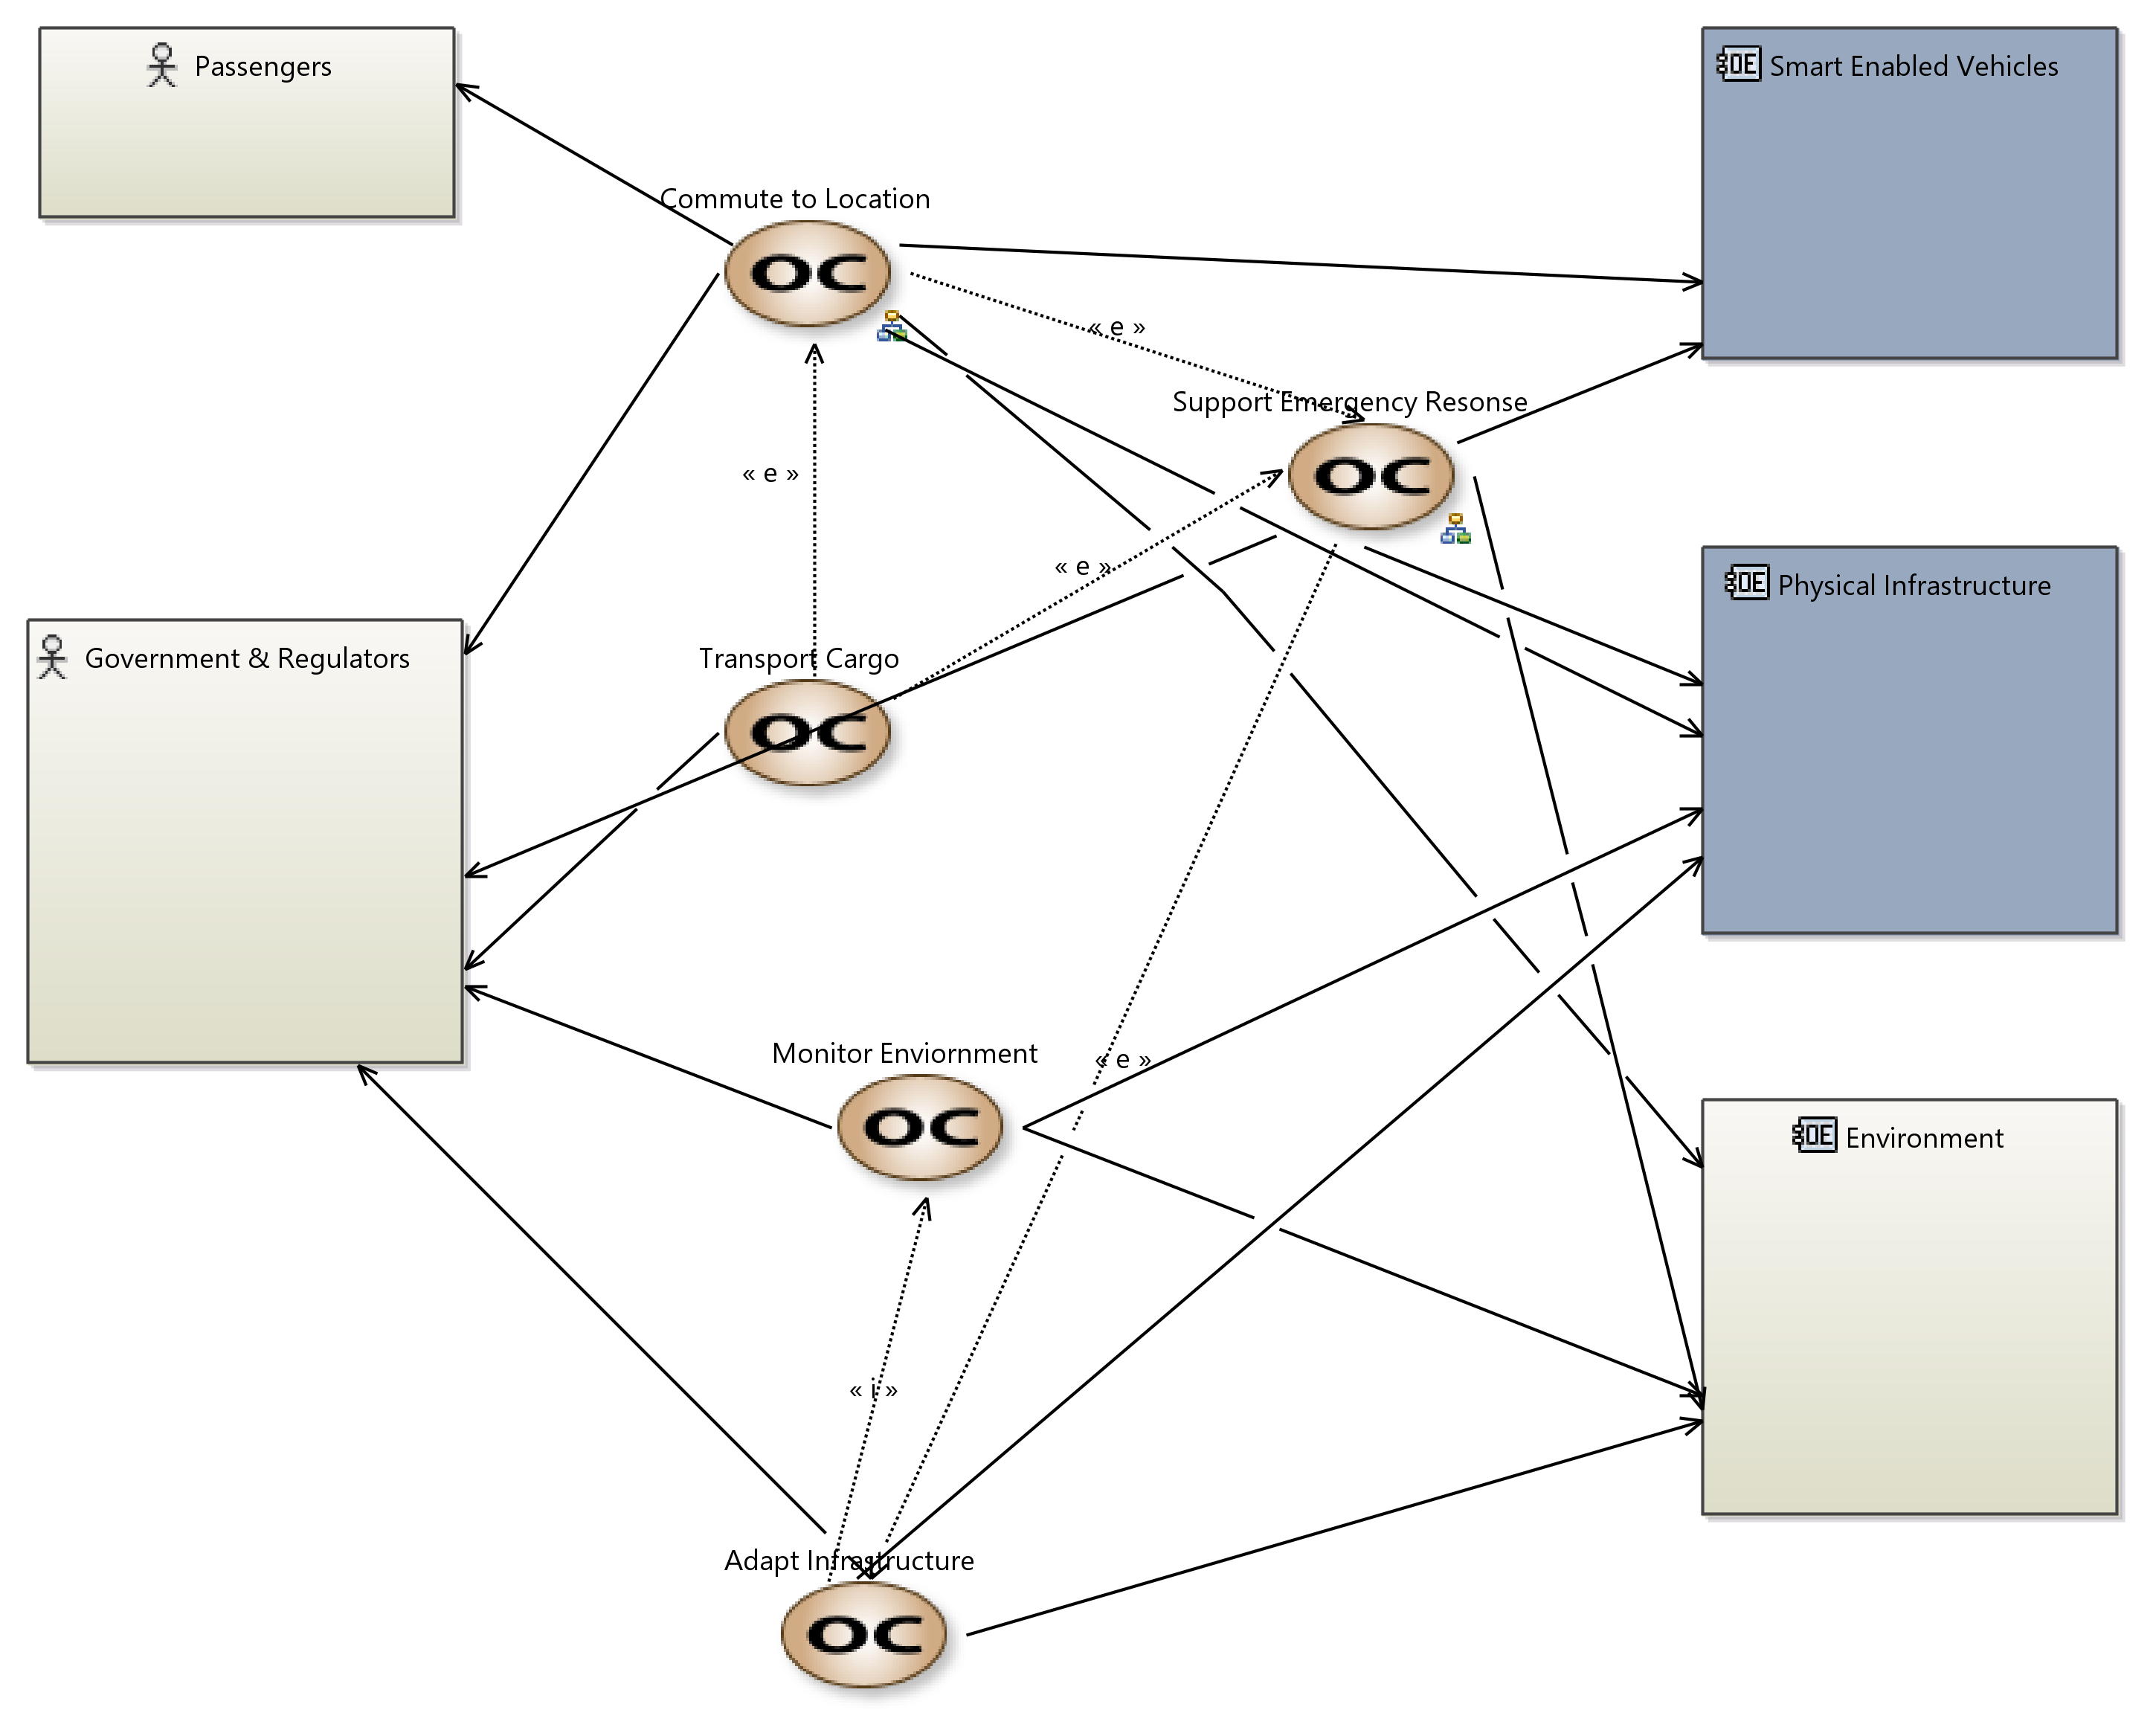 Passengers
OE Smart Enabled Vehicles
Commute to Location
OC
« e »
Support Emergency Resonse
OC
« e »
« e »
OE Physical Infrastructure
Government & Regulators
Transport Cargo
OC
Monitor Enviornment
« e »
OC
OE Environment
« i »
Adapt Infrastructure
OC